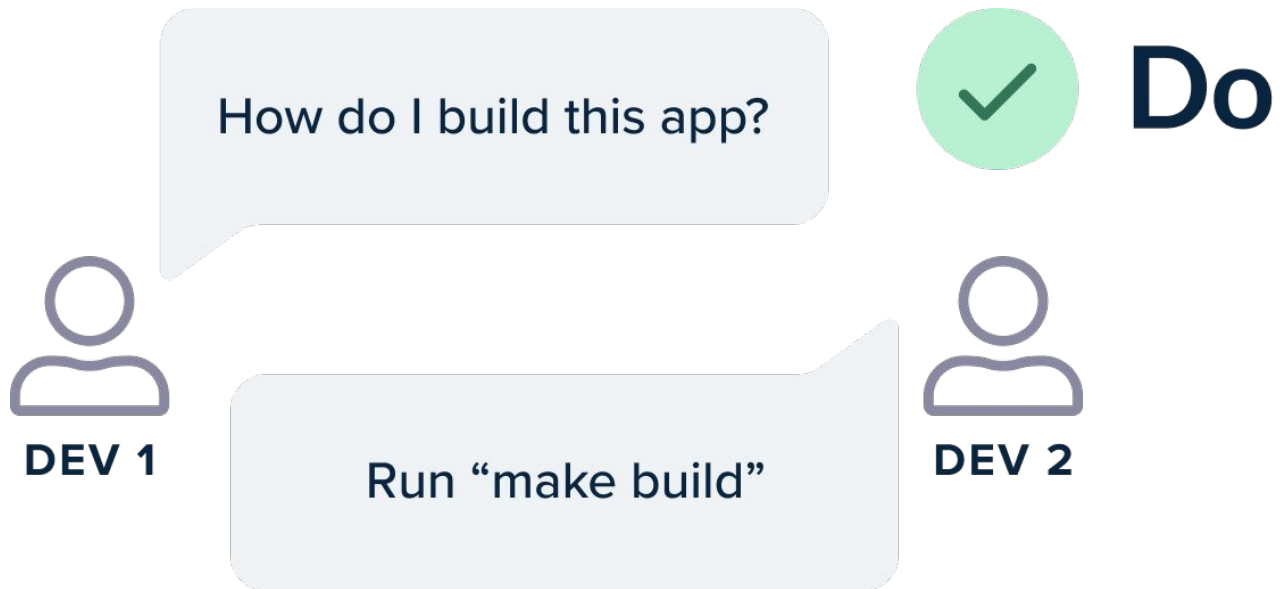 How do I build this app?
Do
DEV 1
DEV 2
Run “make build”